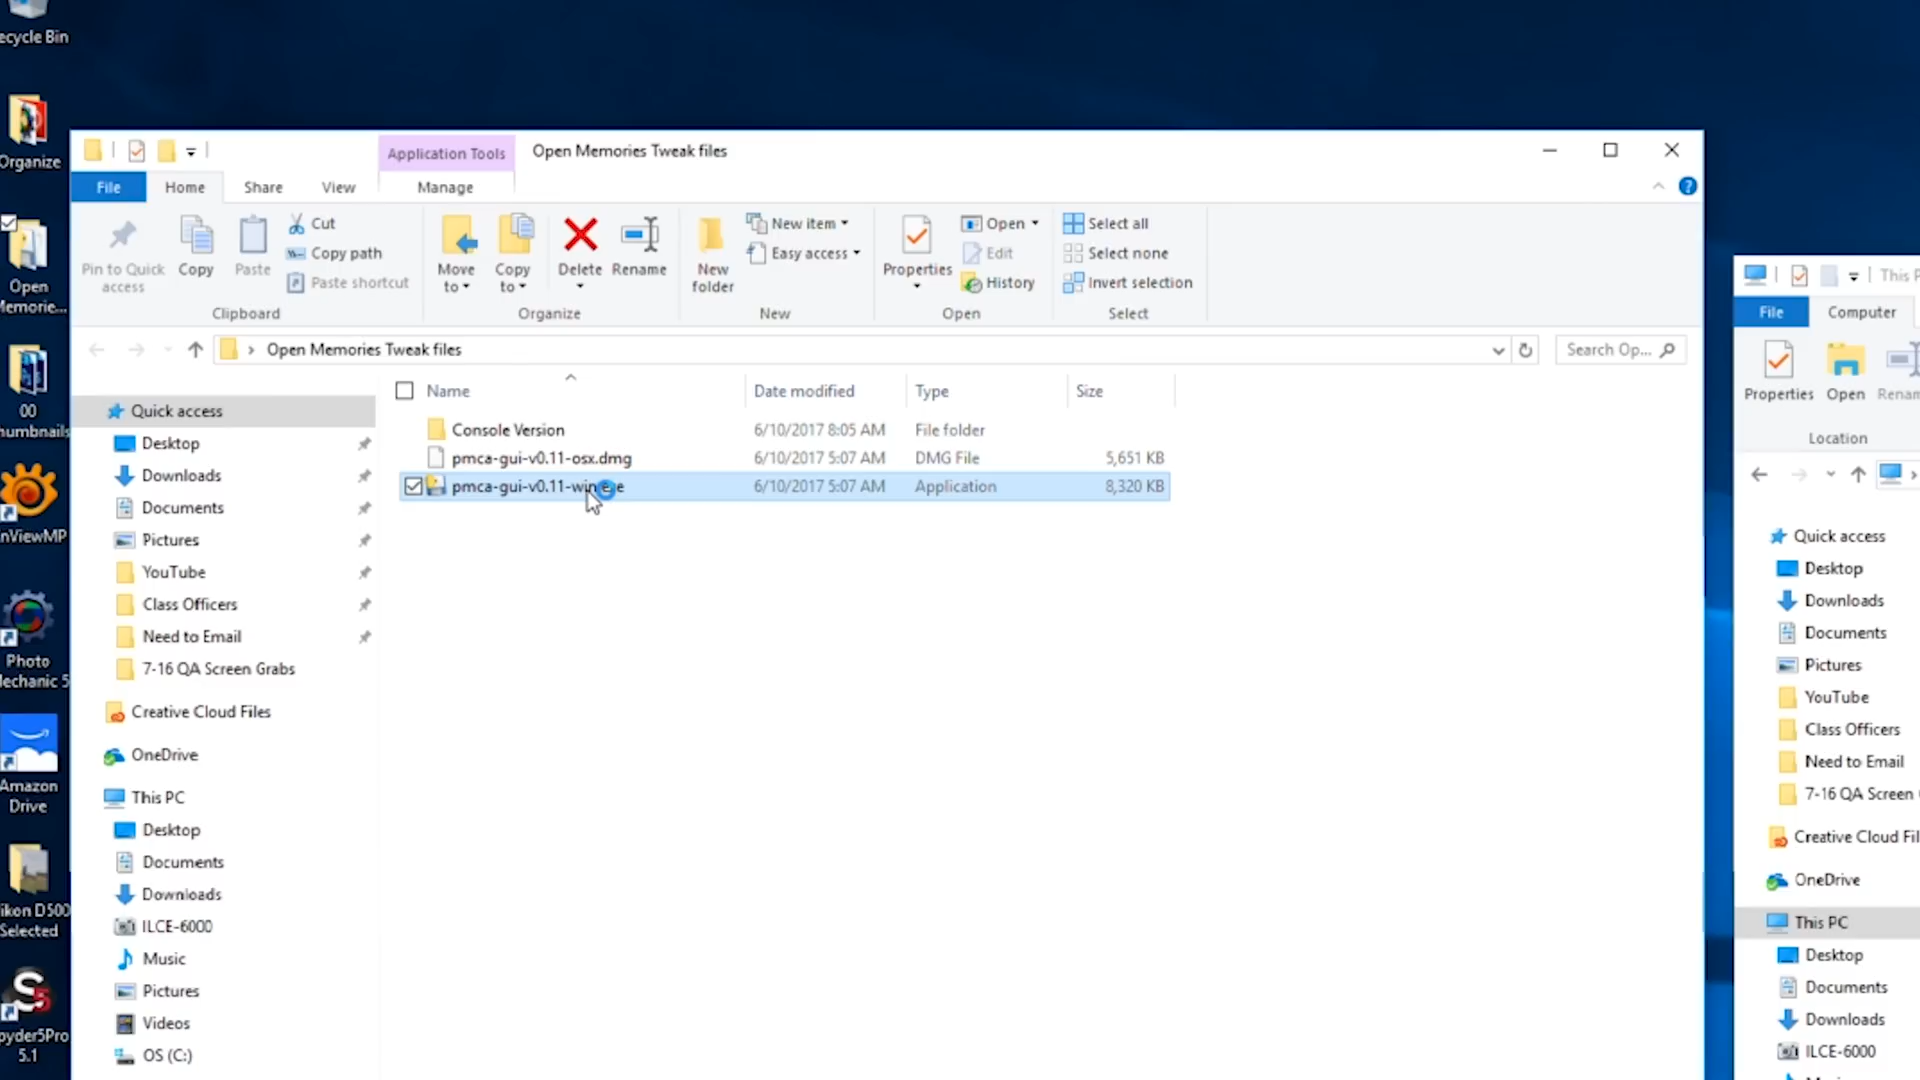 ecycle Bin
Organize
Open
Memorie...
00
humbnails
nViewMP
Photo
Mechanic 5
Amazon
Drive
ikon D500
Selected
pyder5Pro
5.1
Application Tools
Open Memories Tweak files
File
Home
Share
View
Manage
Pin to Quick
access
Copy
Paste
Cut
Copy path
Paste shortcut
Clipboard
Move
to
Copy
to
Delete
Rename
Organize
New
folder
New item
Easy access
New
Properties
Open
Edit
History
Open
Select all
Select none
Invert selection
Select
Open Memories Tweak files
Search Op...
Name
Date modified
Type
Size
Console Version
6/10/2017 8:05 AM
File folder
pmca-gui-v0.11-osx.dmg
6/10/2017 5:07 AM
DMG File
5,651 KB
pmca-gui-v0.11-win.exe
6/10/2017 5:07 AM
Application
8,320 KB
Quick access
Desktop
Downloads
Documents
Pictures
YouTube
Class Officers
Need to Email
7-16 QA Screen Grabs
Creative Cloud Files
OneDrive
This PC
Desktop
Documents
Downloads
ILCE-6000
Music
Pictures
Videos
OS (C:)
This P
File
Computer
Properties
Open
Renam
Location
Quick access
Desktop
Downloads
Documents
Pictures
YouTube
Class Officers
Need to Email
7-16 QA Screen
Creative Cloud Fil
OneDrive
This PC
Desktop
Documents
Downloads
ILCE-6000